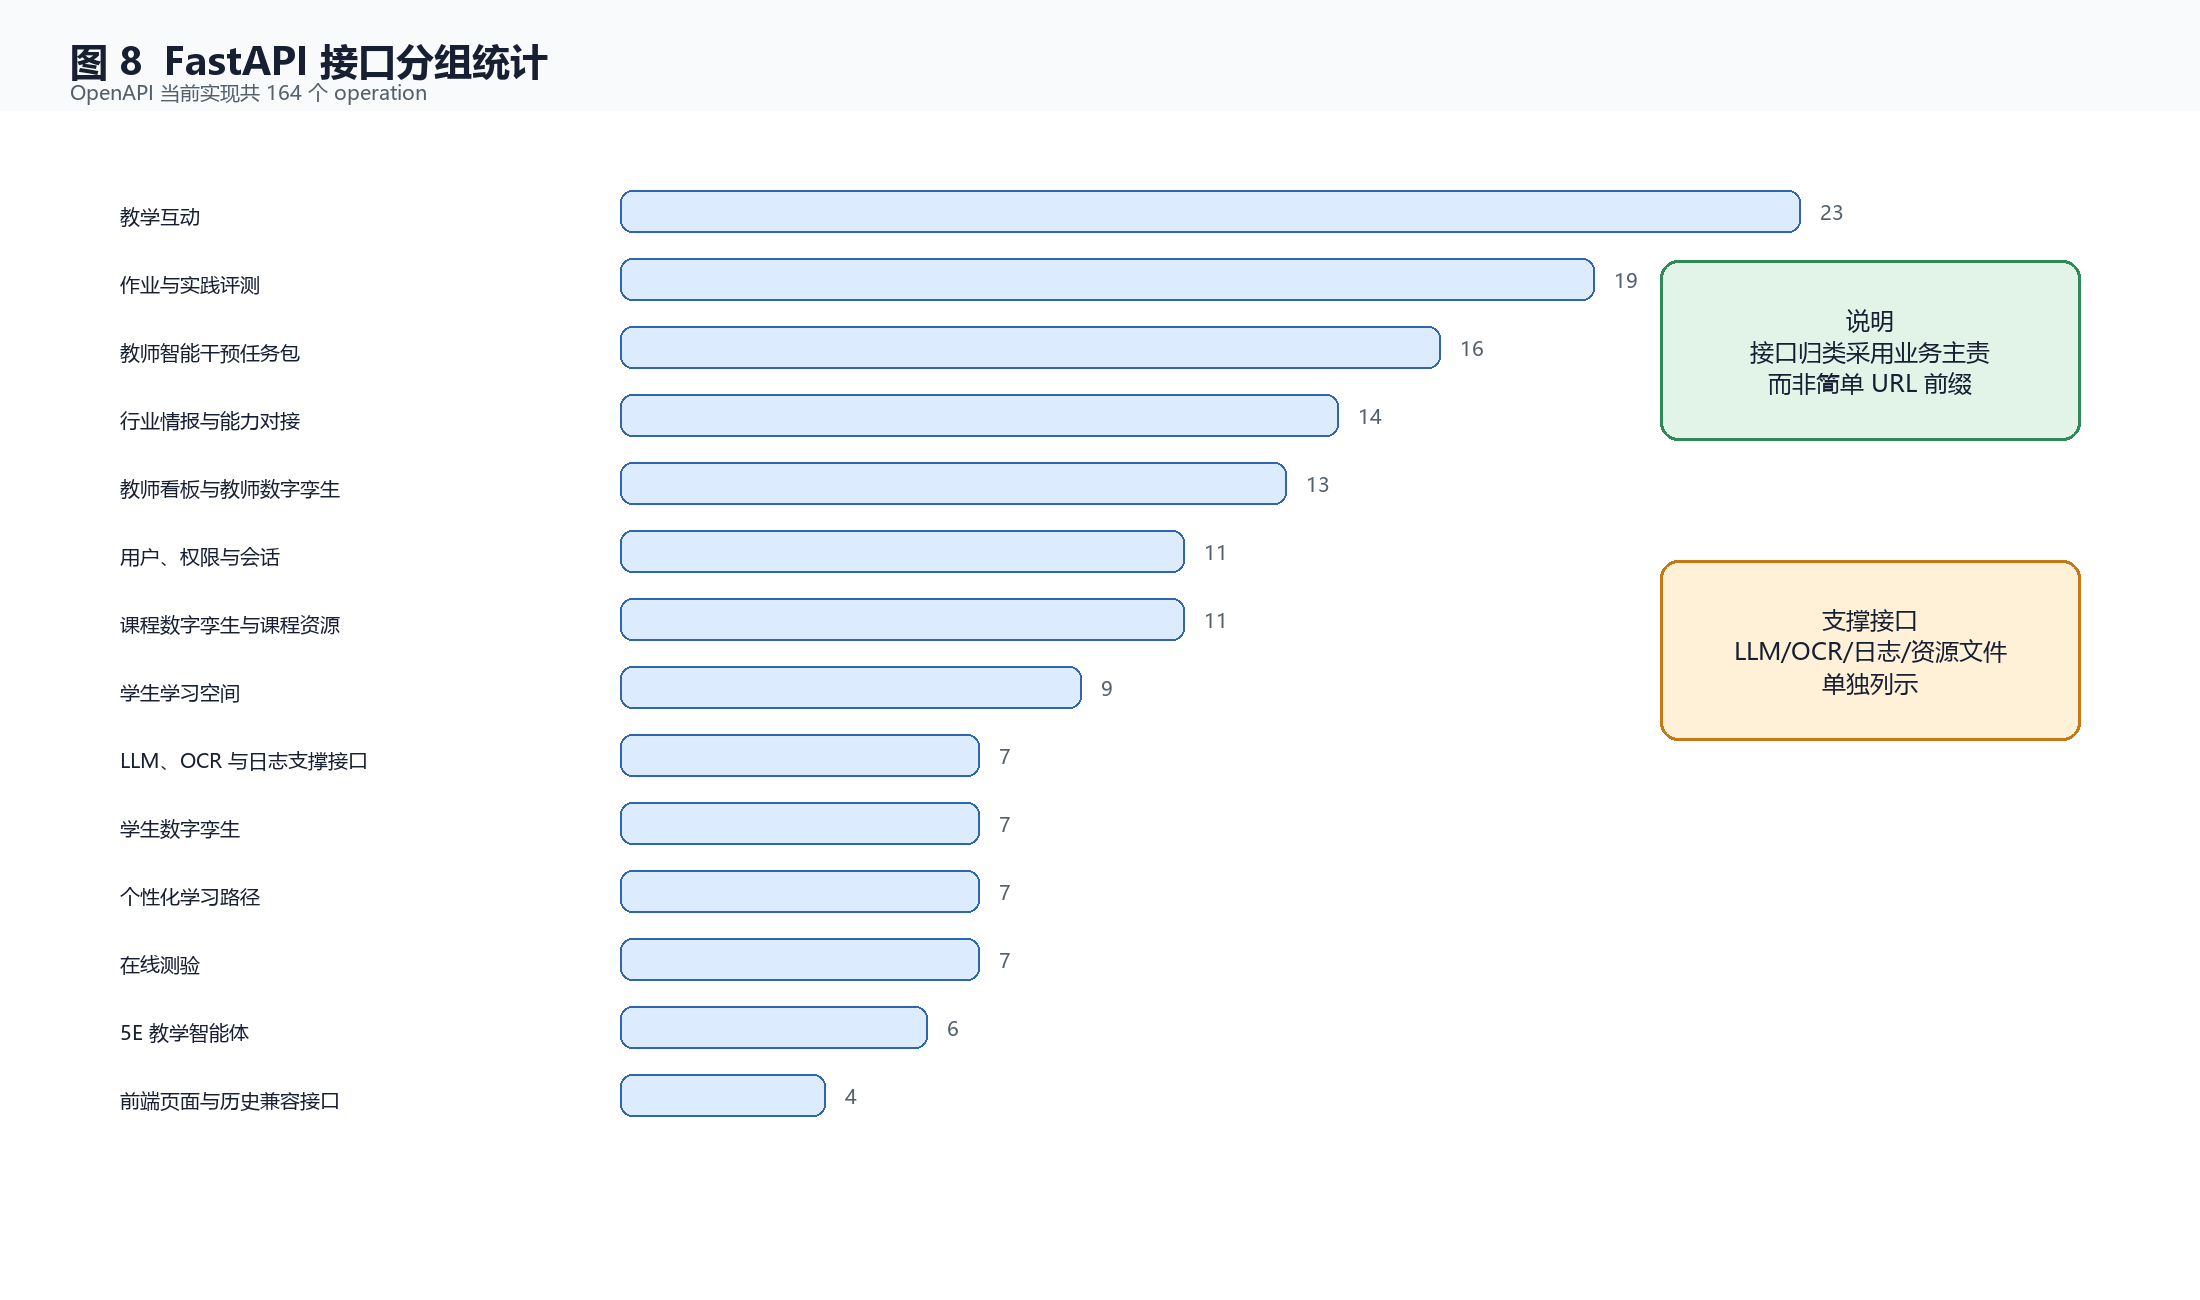 图 8  FastAPI 接口分组统计
OpenAPI 当前实现共 164 个 operation
教学互动 23
作业与实践评测 19
教师智能干预任务包 16
行业情报与能力对接 14
教师看板与教师数字孪生 13
用户、权限与会话 11
课程数字孪生与课程资源 11
学生学习空间 9
LLM、OCR 与日志支撑接口 7
学生数字孪生 7
个性化学习路径 7
在线测验 7
5E 教学智能体 6
前端页面与历史兼容接口 4
说明
接口归类采用业务主责
而非简单 URL 前缀
支撑接口
LLM/OCR/日志/资源文件
单独列示